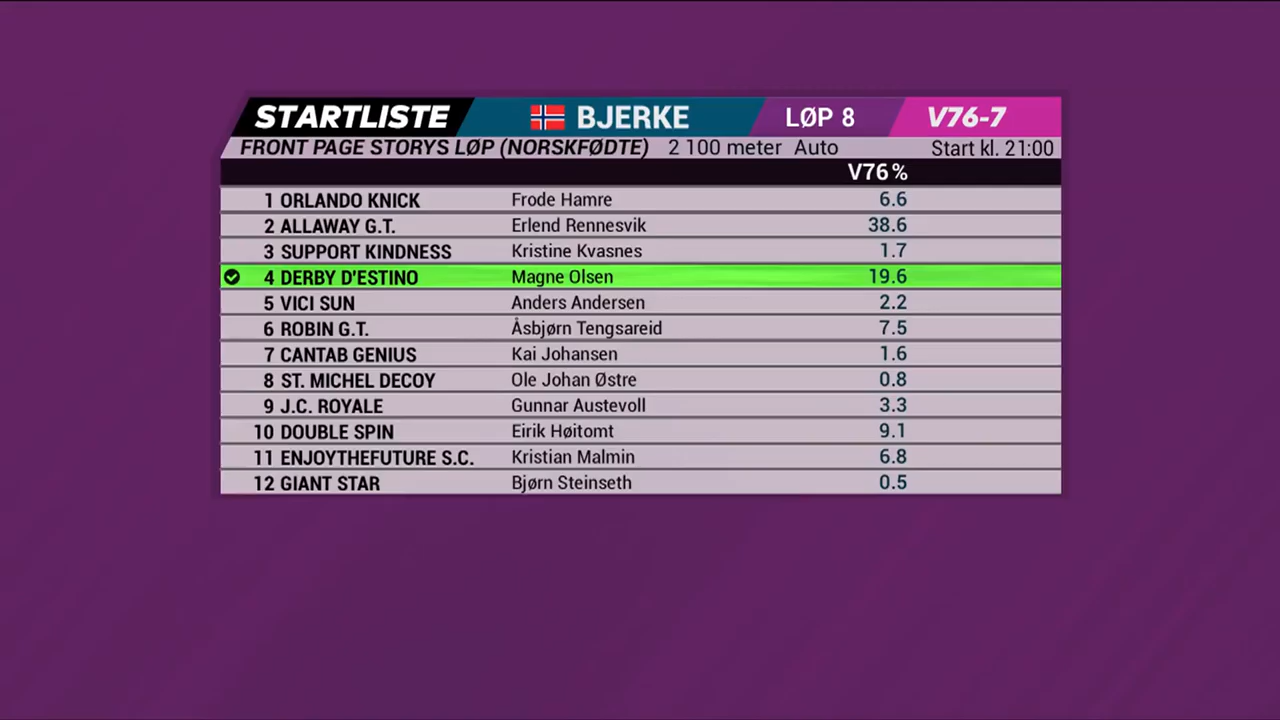 STARTLISTE BJERKE LØP 8 V76-7
FRONT PAGE STORYS LØP (NORSKFØDTE) 2 100 meter Auto Start kl. 21:00
V76%
1 ORLANDO KNICK Frode Hamre 6.6
2 ALLAWAY G.T. Erlend Rennesvik 38.6
3 SUPPORT KINDNESS Kristine Kvasnes 1.7
4 DERBY D'ESTINO Magne Olsen 19.6
5 VICI SUN Anders Andersen 2.2
6 ROBIN G.T. Åsbjørn Tengsareid 7.5
7 CANTAB GENIUS Kai Johansen 1.6
8 ST. MICHEL DECOY Ole Johan Østre 0.8
9 J.C. ROYALE Gunnar Austevoll 3.3
10 DOUBLE SPIN Eirik Høitomt 9.1
11 ENJOYTHEFUTURE S.C. Kristian Malmin 6.8
12 GIANT STAR Bjørn Steinseth 0.5